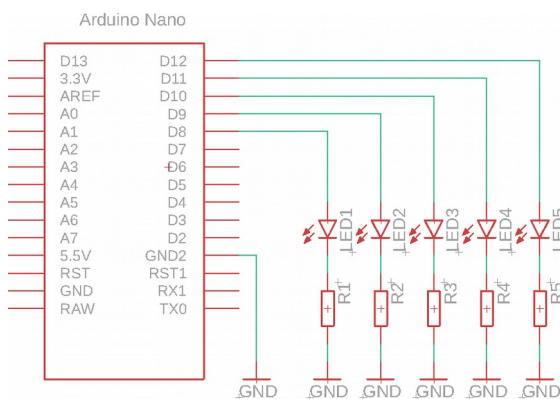 Arduino Nano
D13 D12
3.3V D11
AREF D10
A0 D9
A1 D8
A2 D7
A3 D6
A4 D5
A5 D4
A6 D3
A7 D2
5.5V GND2
RST RST1
GND RX1
RAW TX0
LED1 LED2 LED3 LED4 LED5
R1 R2 R3 R4 R5
GND GND GND GND GND GND